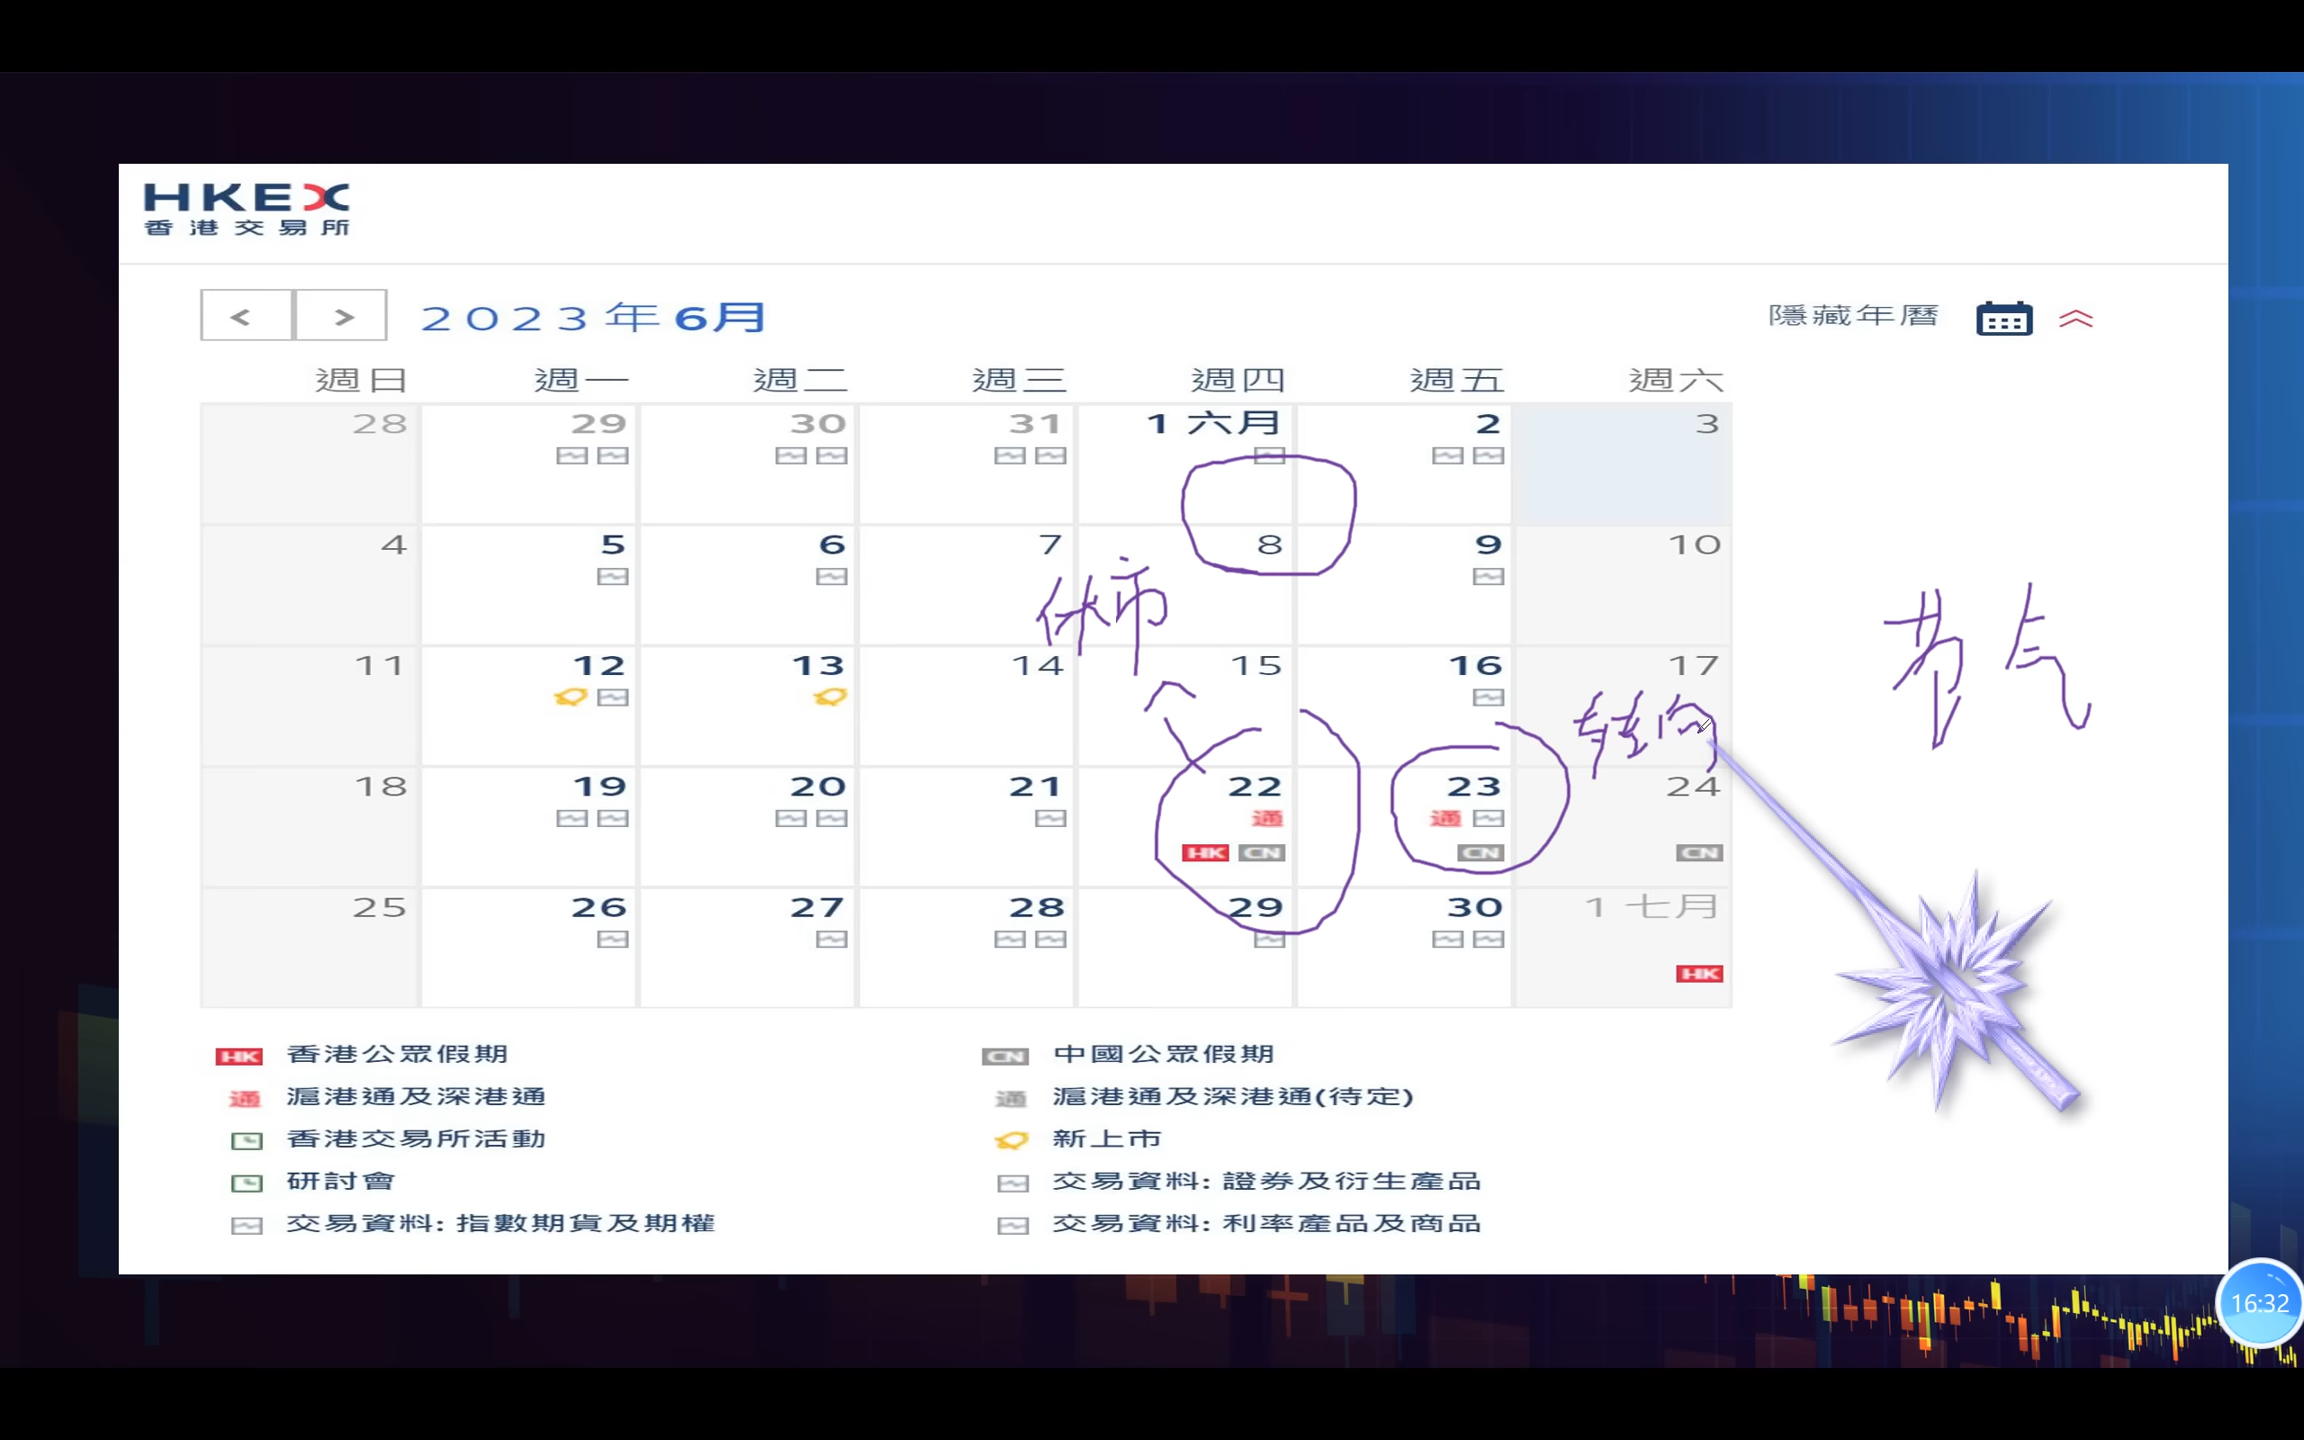 HKEX
香港交易所
< > 2023年6月 隱藏年曆
週日 週一 週二 週三 週四 週五 週六
28 29 30 31 1 六月 2 3
4 5 6 7 8 9 10
休市
节气
11 12 13 14 15 16 17
转向
18 19 20 21 22 23 24
通 通
HK CN CN CN
25 26 27 28 29 30 1 七月
HK
HK 香港公眾假期 CN 中國公眾假期
通 滬港通及深港通 通 滬港通及深港通(待定)
香港交易所活動 新上市
研討會 交易資料: 證券及衍生產品
交易資料: 指數期貨及期權 交易資料: 利率產品及商品
16:32